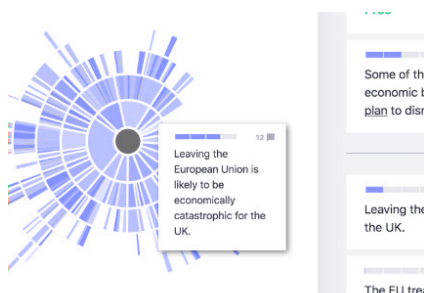 12
Leaving the
European Union is
likely to be
economically
catastrophic for the
UK.
Some of th
economic b
plan to disr
Leaving the
the UK.
The EU trea